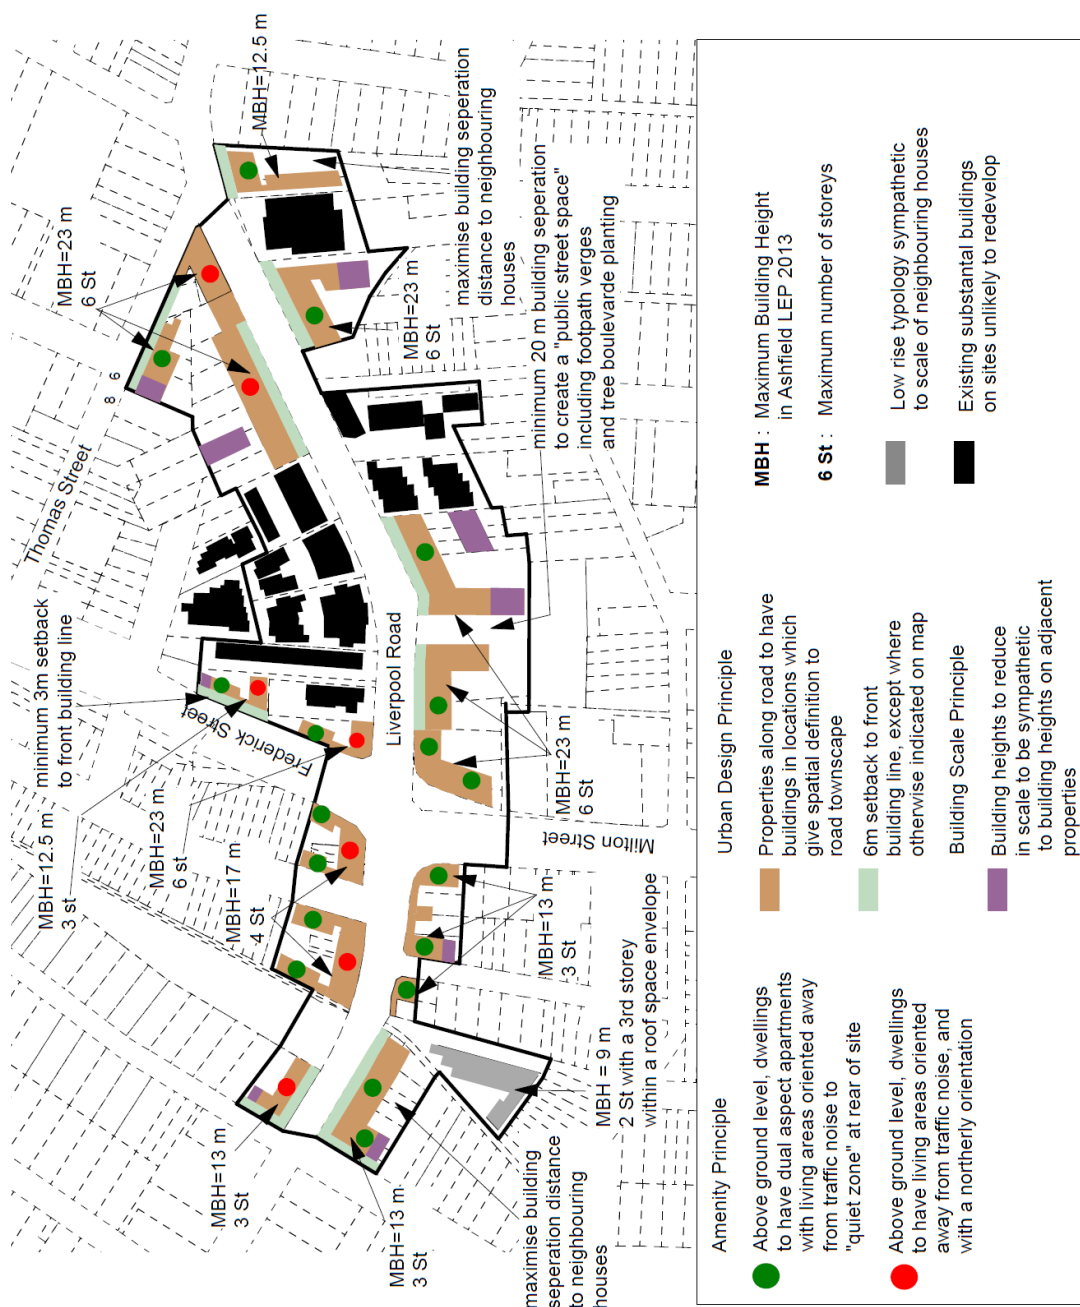 MBH=23 m
6 St
MBH=12.5 m
maximise building seperation
distance to neighbouring
houses
6
8
Thomas Street
MBH=23 m
6 St
minimum 20 m building seperation
to create a "public street space"
including footpath verges
and tree boulevarde planting
minimum 3m setback
to front building line
Frederick Street
Liverpool Road
MBH=12.5 m
3 st
MBH=23 m
6 st
MBH=17 m
4 St
MBH=23 m
6 St
Milton Street
MBH=13 m
3 St
MBH = 9 m
2 St with a 3rd storey
within a roof space envelope
MBH=13 m
3 St
MBH=13 m
3 St
maximise building
seperation distance
to neighbouring
houses
Amenity Principle
Above ground level, dwellings
to have dual aspect apartments
with living areas oriented away
from traffic noise to
"quiet zone" at rear of site
Above ground level, dwellings
to have living areas oriented
away from traffic noise, and
with a northerly orientation
Urban Design Principle
Properties along road to have
buildings in locations which
give spatial definition to
road townscape
6m setback to front
building line, except where
otherwise indicated on map
Building Scale Principle
Building heights to reduce
in scale to be sympathetic
to building heights on adjacent
properties
MBH : Maximum Building Height
in Ashfield LEP 2013
6 St : Maximum number of storeys
Low rise typology sympathetic
to scale of neighbouring houses
Existing substantal buildings
on sites unlikely to redevelop